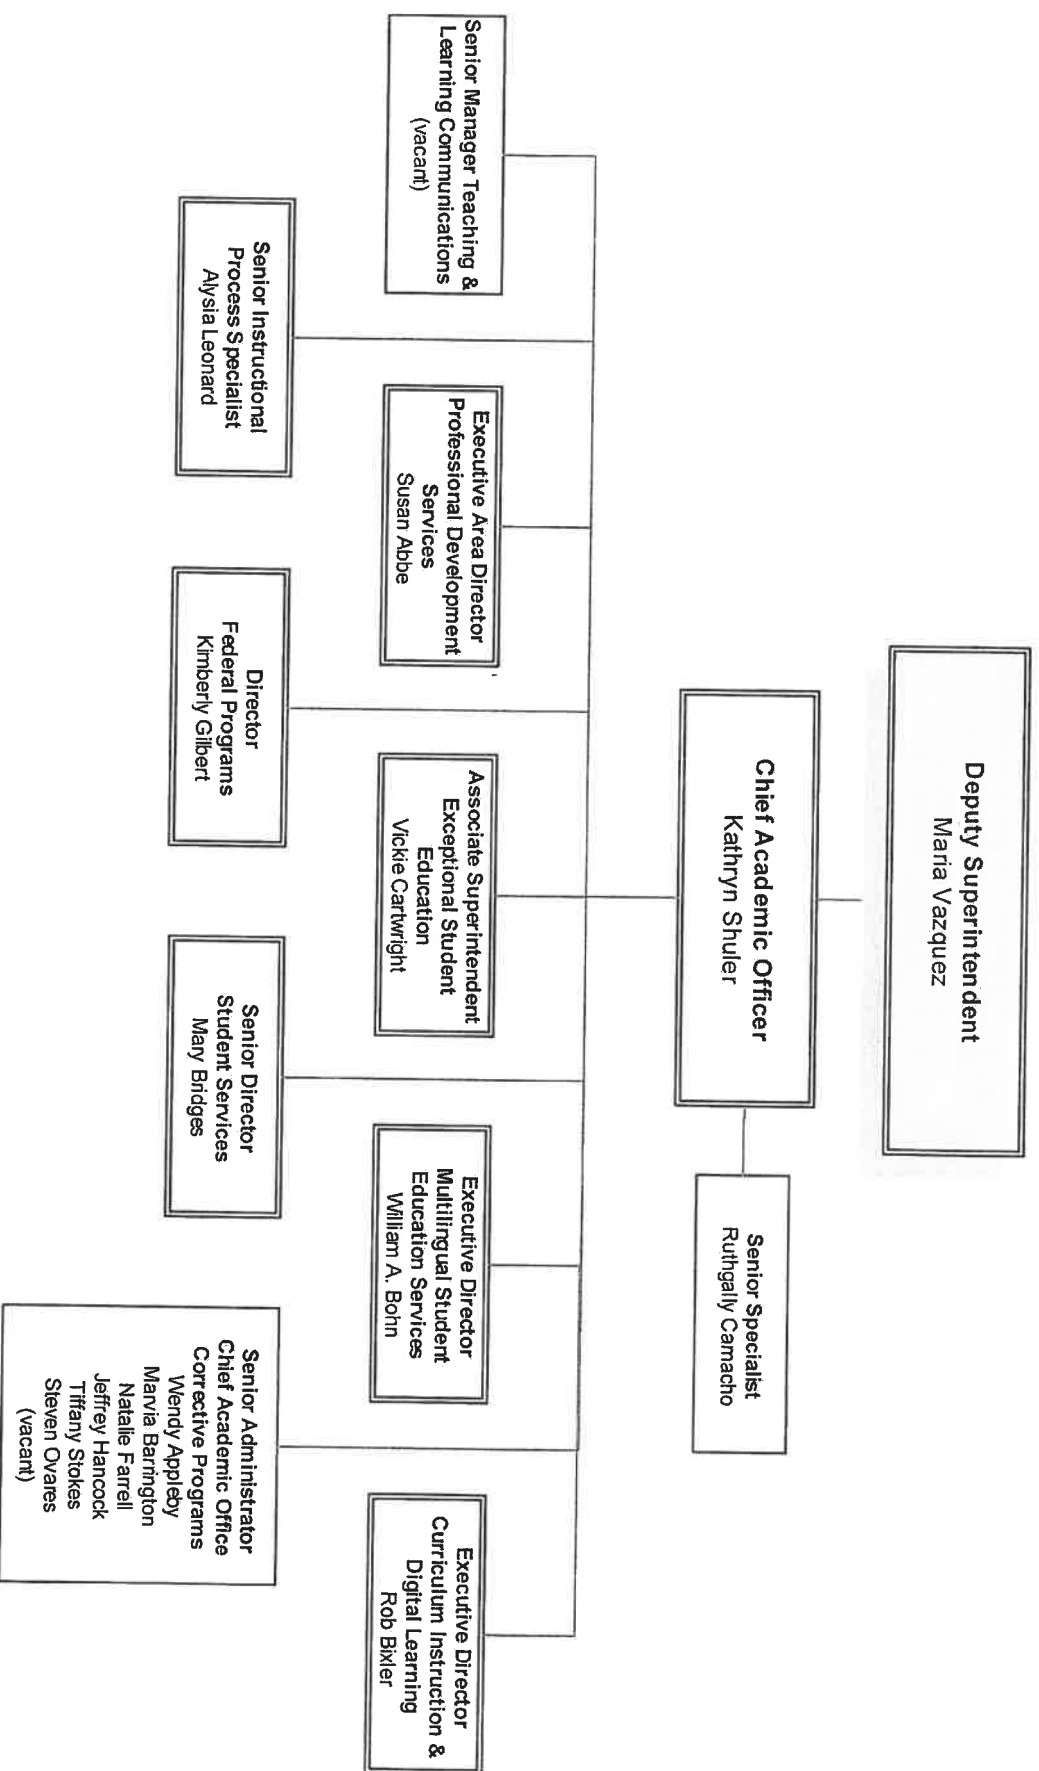 Deputy Superintendent
Maria Vazquez
Chief Academic Officer
Kathryn Shuler
Senior Specialist
Ruthgally Camacho
Senior Manager Teaching &
Learning Communications
(vacant)
Executive Area Director
Professional Development
Services
Susan Abbe
Associate Superintendent
Exceptional Student
Education
Vickie Cartwright
Executive Director
Multilingual Student
Education Services
William A. Bohn
Executive Director
Curriculum Instruction &
Digital Learning
Rob Bixler
Senior Instructional
Process Specialist
Alysia Leonard
Director
Federal Programs
Kimberly Gilbert
Senior Director
Student Services
Mary Bridges
Senior Administrator
Chief Academic Office
Corrective Programs
Wendy Appleby
Marvia Barrington
Natalie Farrell
Jeffrey Hancock
Tiffany Stokes
Steven Ovares
(vacant)